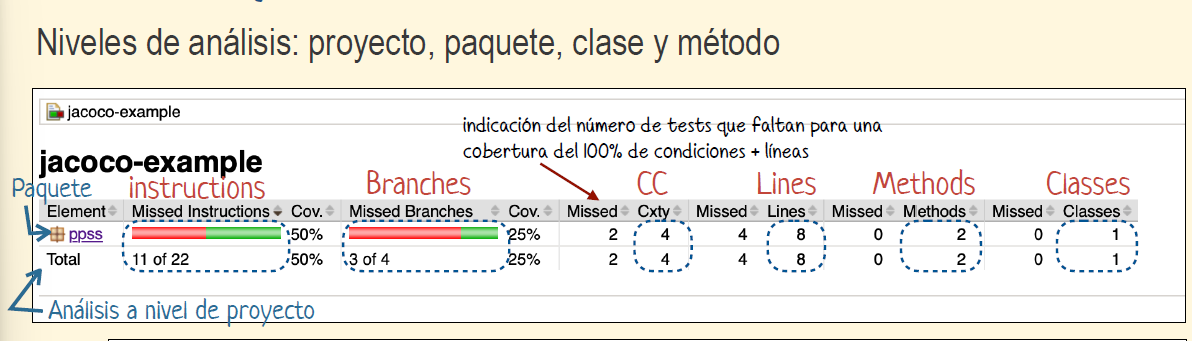 Niveles de análisis: proyecto, paquete, clase y método
jacoco-example
indicación del número de tests que faltan para una
cobertura del 100% de condiciones + líneas
jacoco-example
Paquete instructions Branches CC Lines Methods Classes
Element Missed Instructions Cov. Missed Branches Cov. Missed Cxty Missed Lines Missed Methods Missed Classes
ppss 50% 25% 2 4 4 8 0 2 0 1
Total 11 of 22 50% 3 of 4 25% 2 4 4 8 0 2 0 1
Análisis a nivel de proyecto